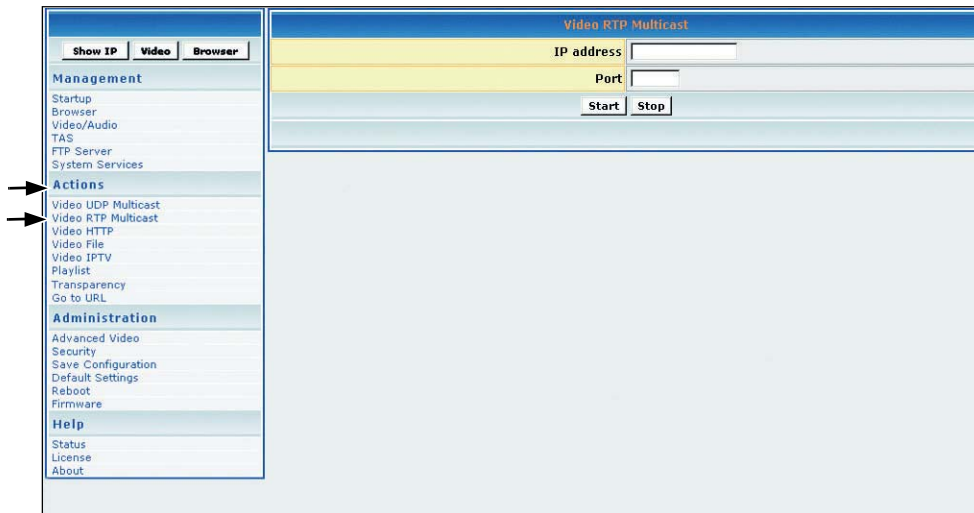 Show IP Video Browser
Management
Startup
Browser
Video/Audio
TAS
FTP Server
System Services
Actions
Video UDP Multicast
Video RTP Multicast
Video HTTP
Video File
Video IPTV
Playlist
Transparency
Go to URL
Administration
Advanced Video
Security
Save Configuration
Default Settings
Reboot
Firmware
Help
Status
License
About
Video RTP Multicast
IP address
Port
Start Stop